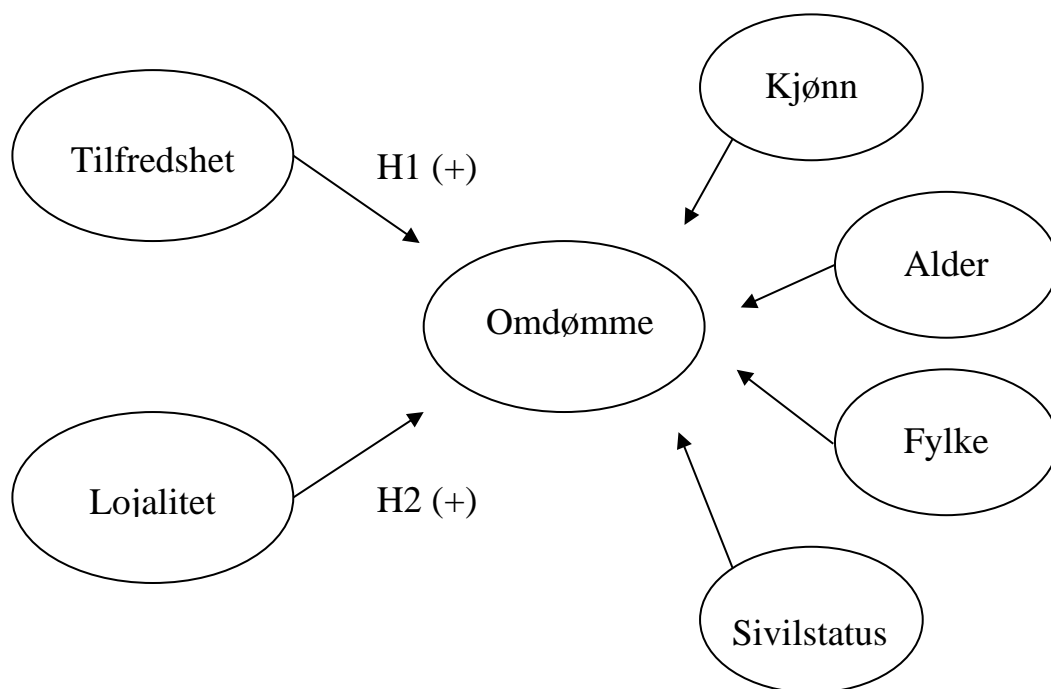 Kjønn
Tilfredshet
H1 (+)
Alder
Omdømme
Fylke
Lojalitet
H2 (+)
Sivilstatus